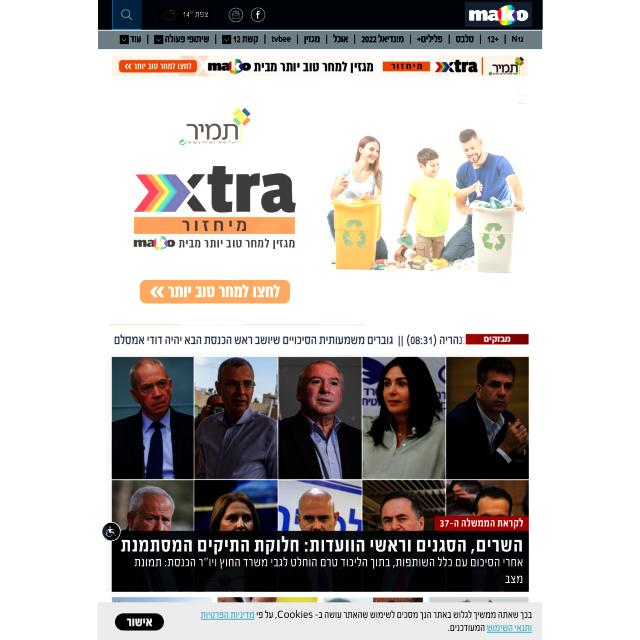 mako
צפת 14°
N12 | 12+ | סלבס | פלילים+ | מונדיאל 2022 | אוכל | מגזין | tvbee | קשת 12 | שיתופי פעולה | עוד
תמיר
xtra מיחזור mako מגזין למחר טוב יותר מבית
לחצו למחר טוב יותר >>
תמיר
xtra
מיחזור
מגזין למחר טוב יותר מבית mako
לחצו למחר טוב יותר >>
מבזקים
נהריה (08:31) || גוברים משמעותית הסיכויים שיושב ראש הכנסת הבא יהיה דודי אמסלם
לקראת הממשלה ה-37
השרים, הסגנים וראשי הוועדות: חלוקת התיקים המסתמנת
אחרי הסיכום עם כלל השותפות, בתוך הליכוד טרם הוחלט לגבי משרד החוץ ויו"ר הכנסת: תמונת
מצב
בכך שאתה ממשיך לגלוש באתר הנך מסכים לשימוש שהאתר עושה ב- Cookies, על פי מדיניות הפרטיות
ותנאי השימוש המעודכנים.
אישור